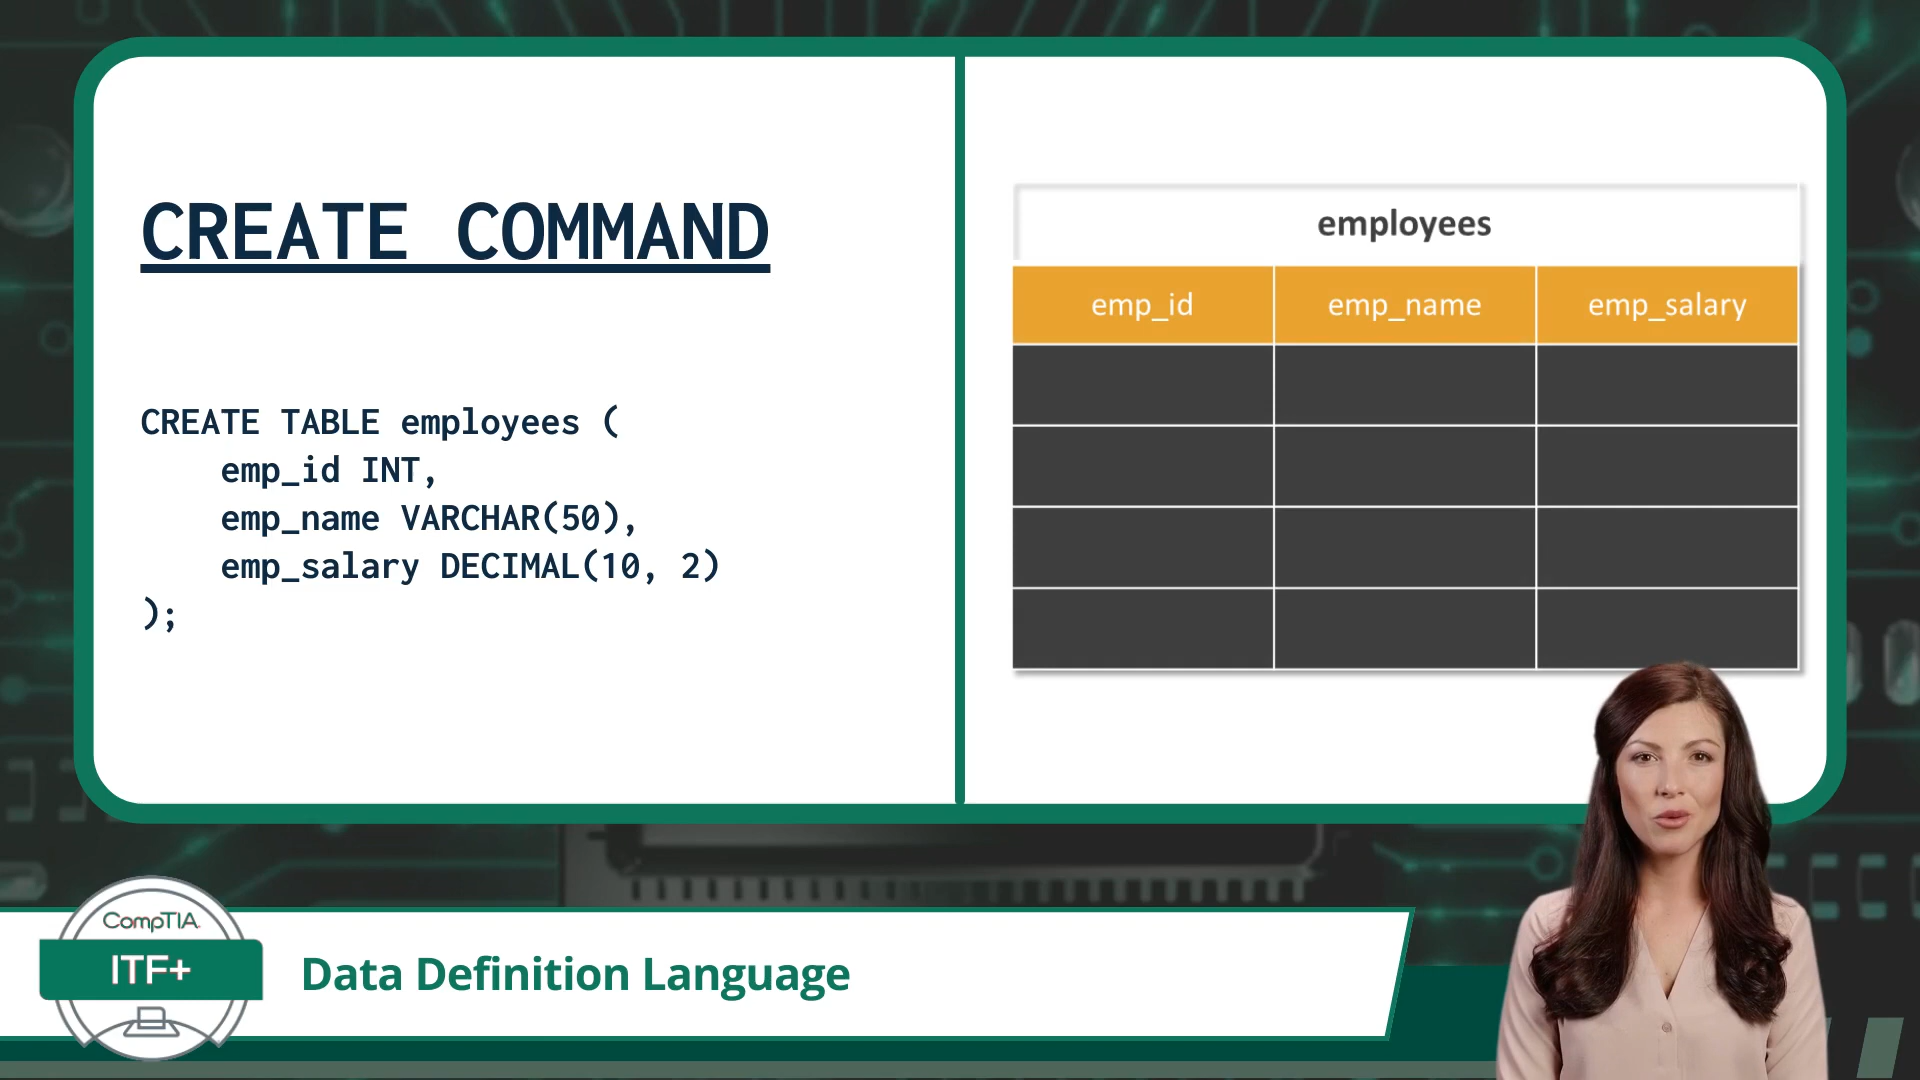 CREATE COMMAND
CREATE TABLE employees (
emp_id INT,
emp_name VARCHAR(50),
emp_salary DECIMAL(10, 2)
);
employees
emp_id emp_name emp_salary
CompTIA.
ITF+
Data Definition Language